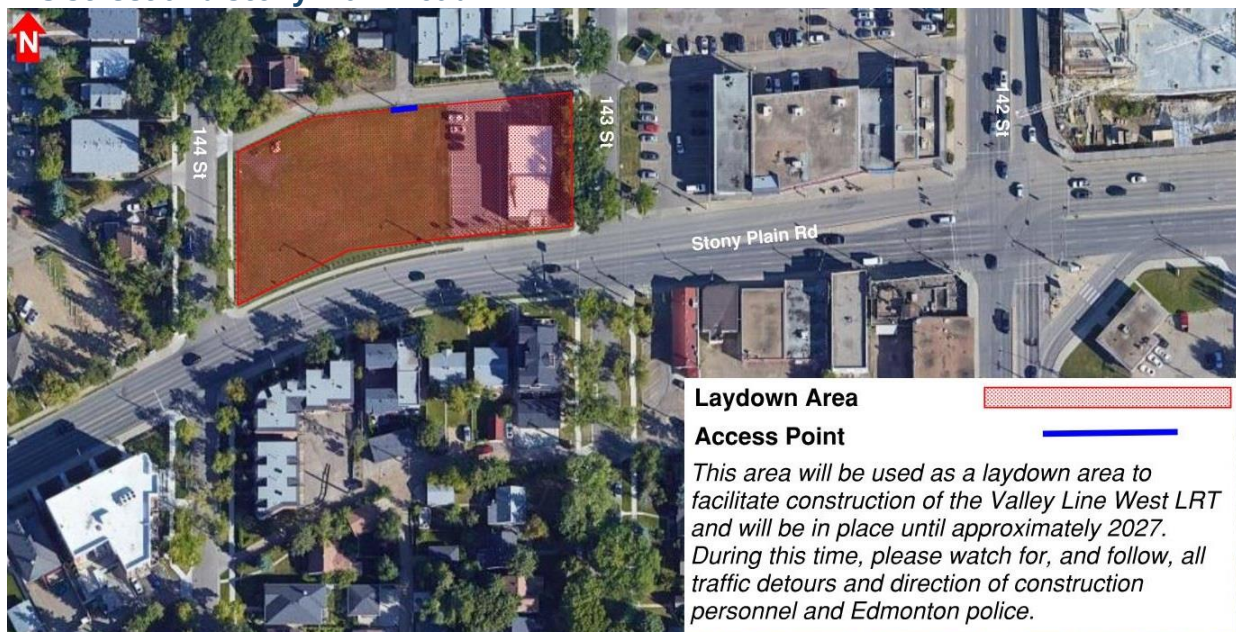 N
144 St
143 St
142 St
Stony Plain Rd
Laydown Area
Access Point
This area will be used as a laydown area to
facilitate construction of the Valley Line West LRT
and will be in place until approximately 2027.
During this time, please watch for, and follow, all
traffic detours and direction of construction
personnel and Edmonton police.